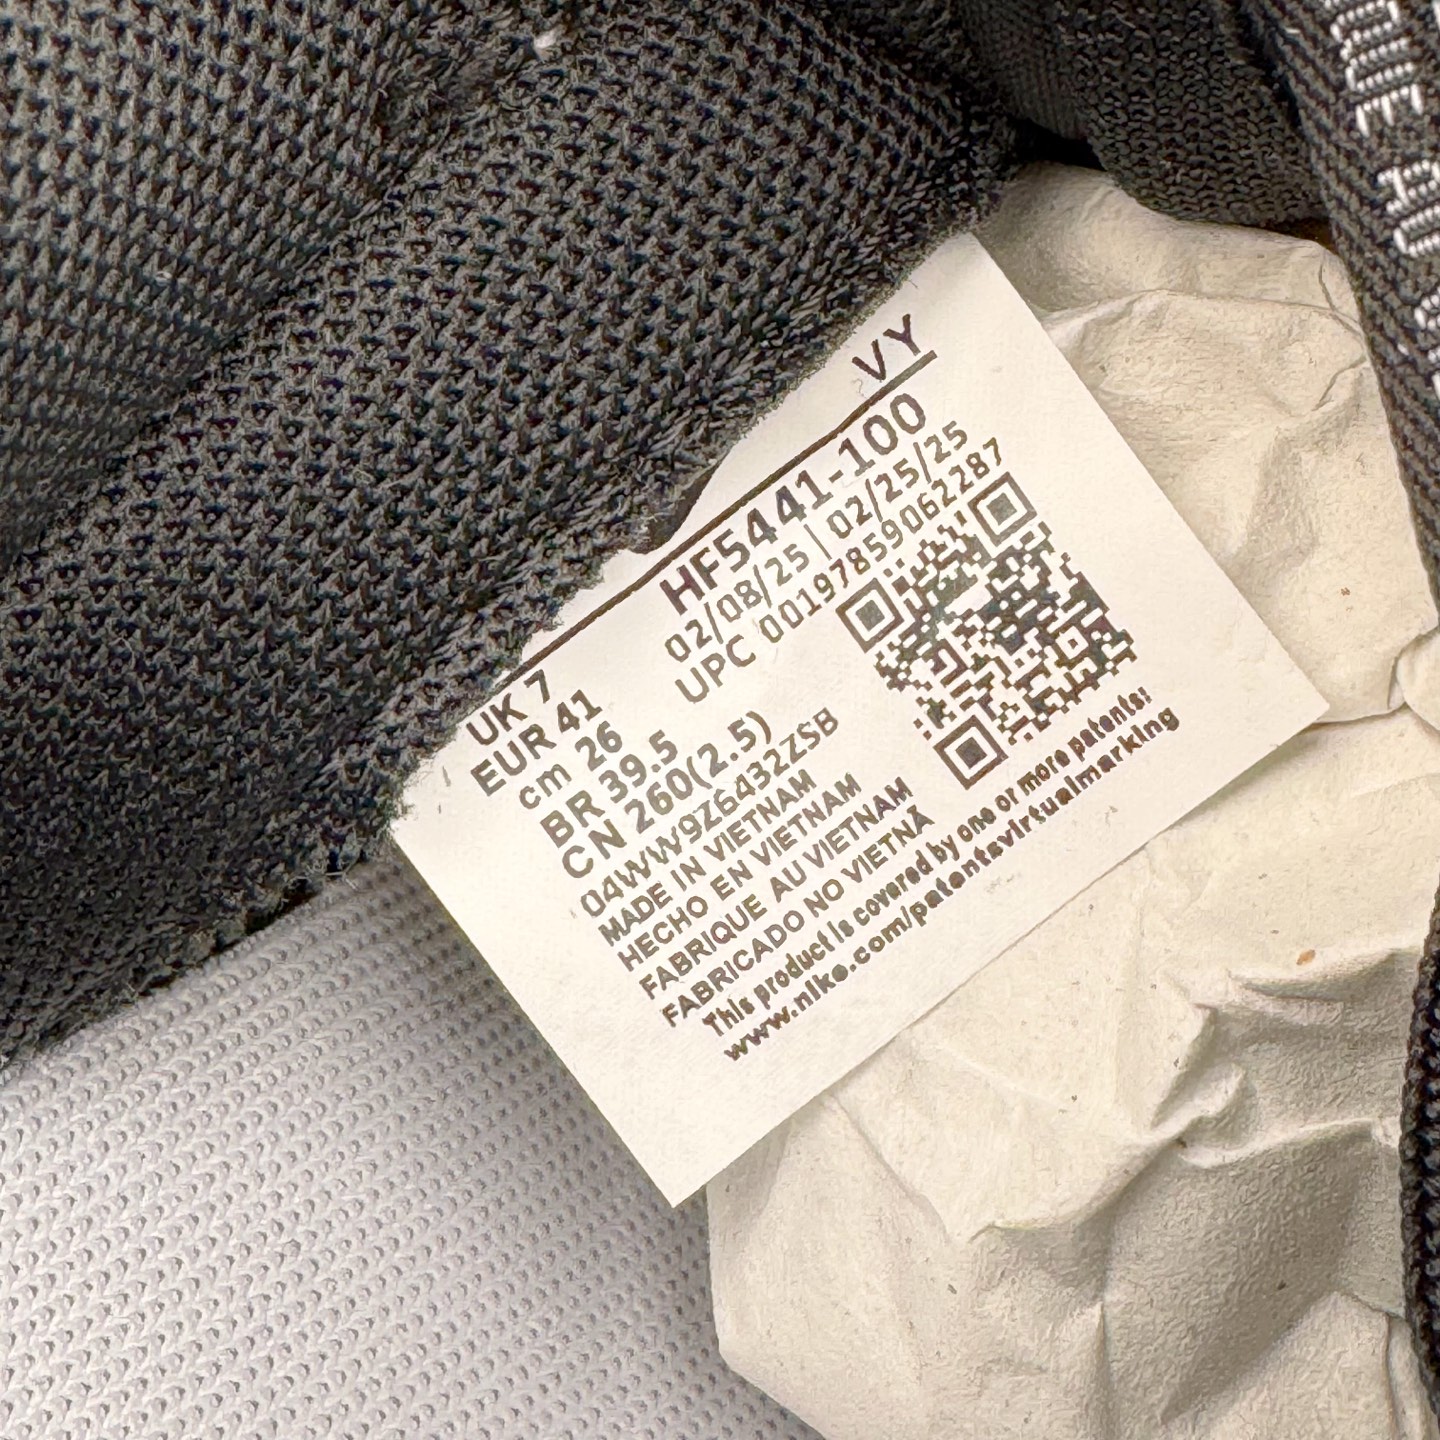 VY
HF5441-100
02/08/25 | 02/25/25
UPC 00197859062287
UK 7
EUR 41
cm 26
BR 39.5
CN 260(2.5)
04WW9Z6432ZSB
MADE IN VIETNAM
HECHO EN VIETNAM
FABRIQUE AU VIETNAM
FABRICADO NO VIETNÃ
This product is covered by one or more patents:
www.nike.com/patentsvirtualmarking